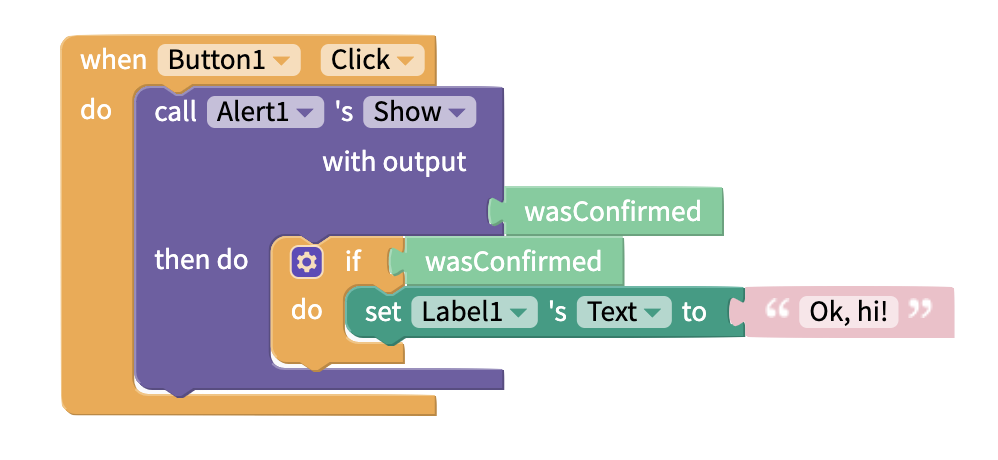 when Button1 Click
do call Alert1 's Show
with output
wasConfirmed
then do if wasConfirmed
do set Label1 's Text to “ Ok, hi! ”